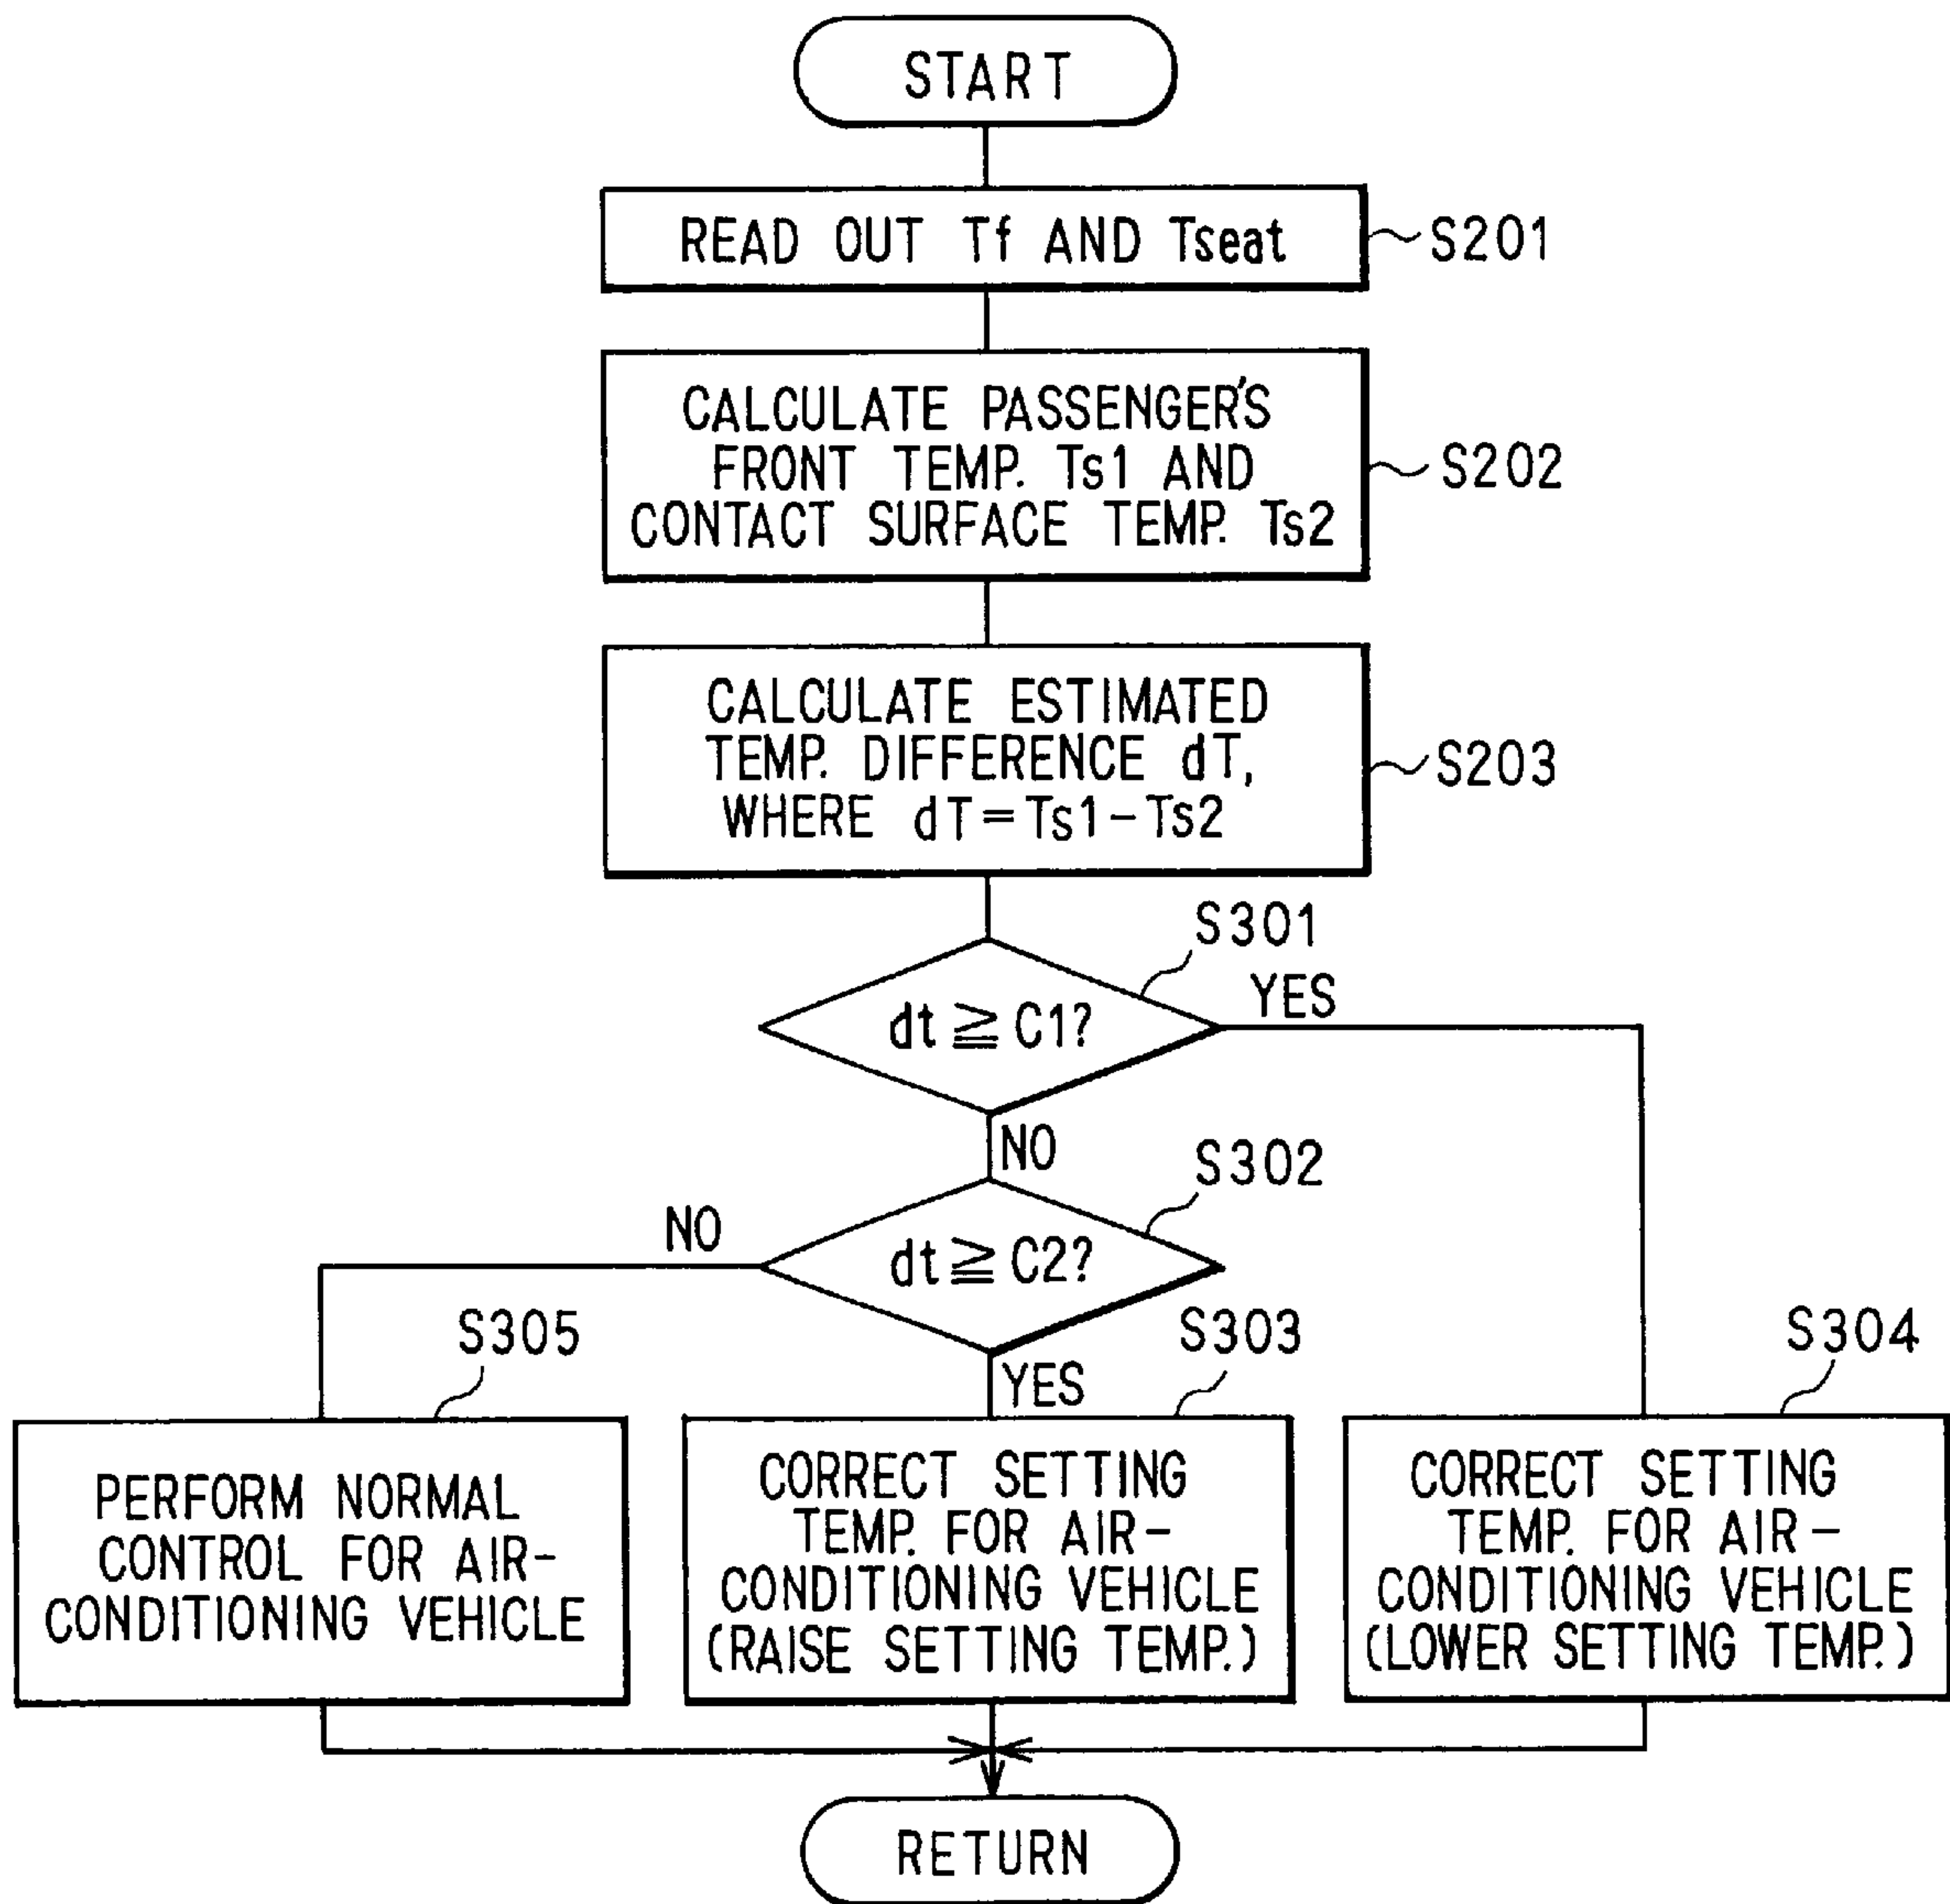 START
READ OUT Tf AND Tseat
S201
CALCULATE PASSENGER'S
FRONT TEMP. Ts1 AND
CONTACT SURFACE TEMP. Ts2
S202
CALCULATE ESTIMATED
TEMP. DIFFERENCE dT,
WHERE dT=Ts1-Ts2
S203
S301
dt≧C1?
YES
NO
S302
dt≧C2?
NO
YES
S305
PERFORM NORMAL
CONTROL FOR AIR-
CONDITIONING VEHICLE
S303
CORRECT SETTING
TEMP. FOR AIR-
CONDITIONING VEHICLE
(RAISE SETTING TEMP.)
S304
CORRECT SETTING
TEMP. FOR AIR-
CONDITIONING VEHICLE
(LOWER SETTING TEMP.)
RETURN